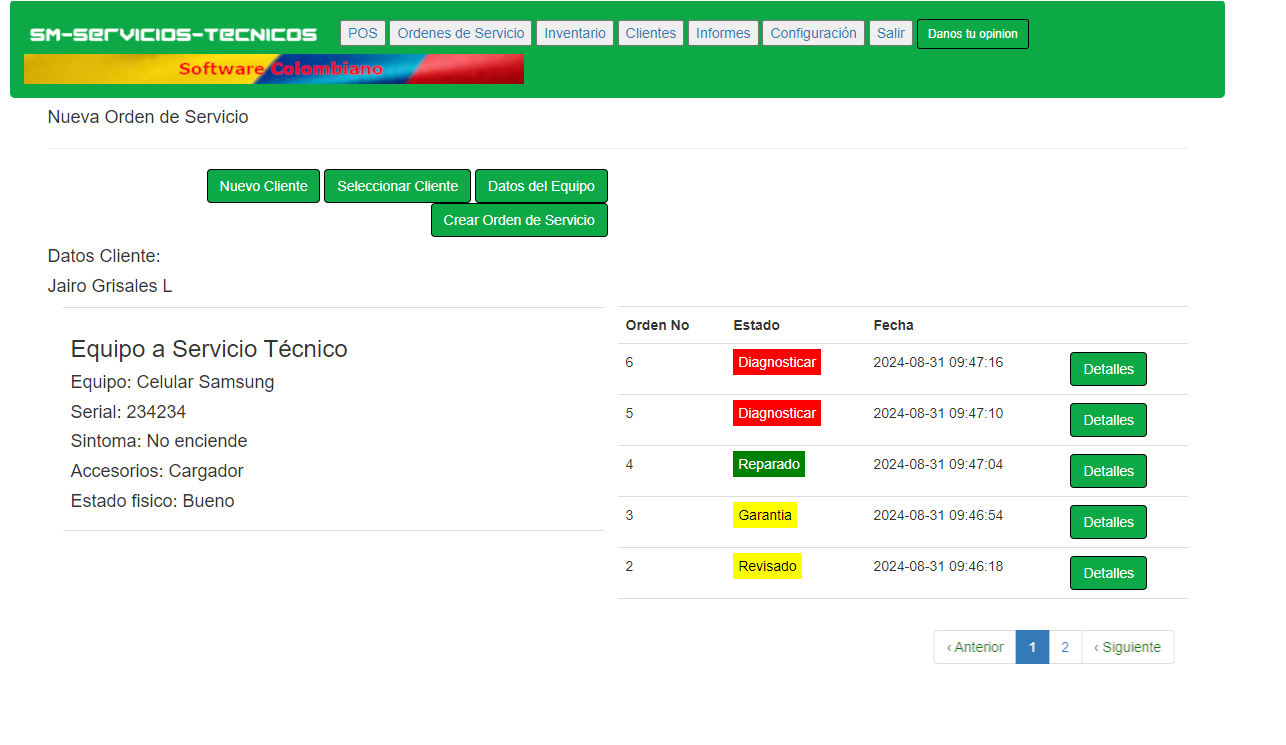 SM-SERVICIOS-TECNICOS POS Ordenes de Servicio Inventario Clientes Informes Configuración Salir Danos tu opinion
Software Colombiano
Nueva Orden de Servicio
Nuevo Cliente Seleccionar Cliente Datos del Equipo
Crear Orden de Servicio
Datos Cliente:
Jairo Grisales L
Equipo a Servicio Técnico
Equipo: Celular Samsung
Serial: 234234
Sintoma: No enciende
Accesorios: Cargador
Estado fisico: Bueno
Orden No Estado Fecha
6 Diagnosticar 2024-08-31 09:47:16 Detalles
5 Diagnosticar 2024-08-31 09:47:10 Detalles
4 Reparado 2024-08-31 09:47:04 Detalles
3 Garantia 2024-08-31 09:46:54 Detalles
2 Revisado 2024-08-31 09:46:18 Detalles
‹ Anterior 1 2 ‹ Siguiente